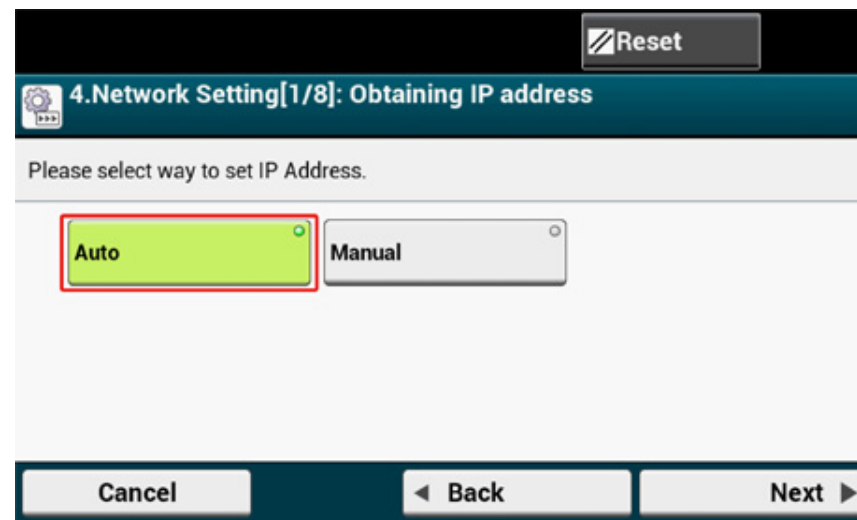 Reset
4.Network Setting[1/8]: Obtaining IP address
Please select way to set IP Address.
Auto
Manual
Cancel
Back
Next